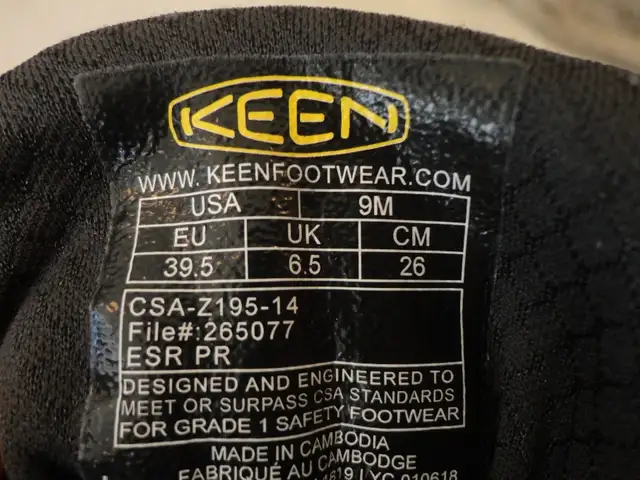 KEEN
WWW.KEENFOOTWEAR.COM
USA 9M
EU UK CM
39.5 6.5 26
CSA-Z195-14
File#:265077
ESR PR
DESIGNED AND ENGINEERED TO
MEET OR SURPASS CSA STANDARDS
FOR GRADE 1 SAFETY FOOTWEAR
MADE IN CAMBODIA
FABRIQUÉ AU CAMBODGE